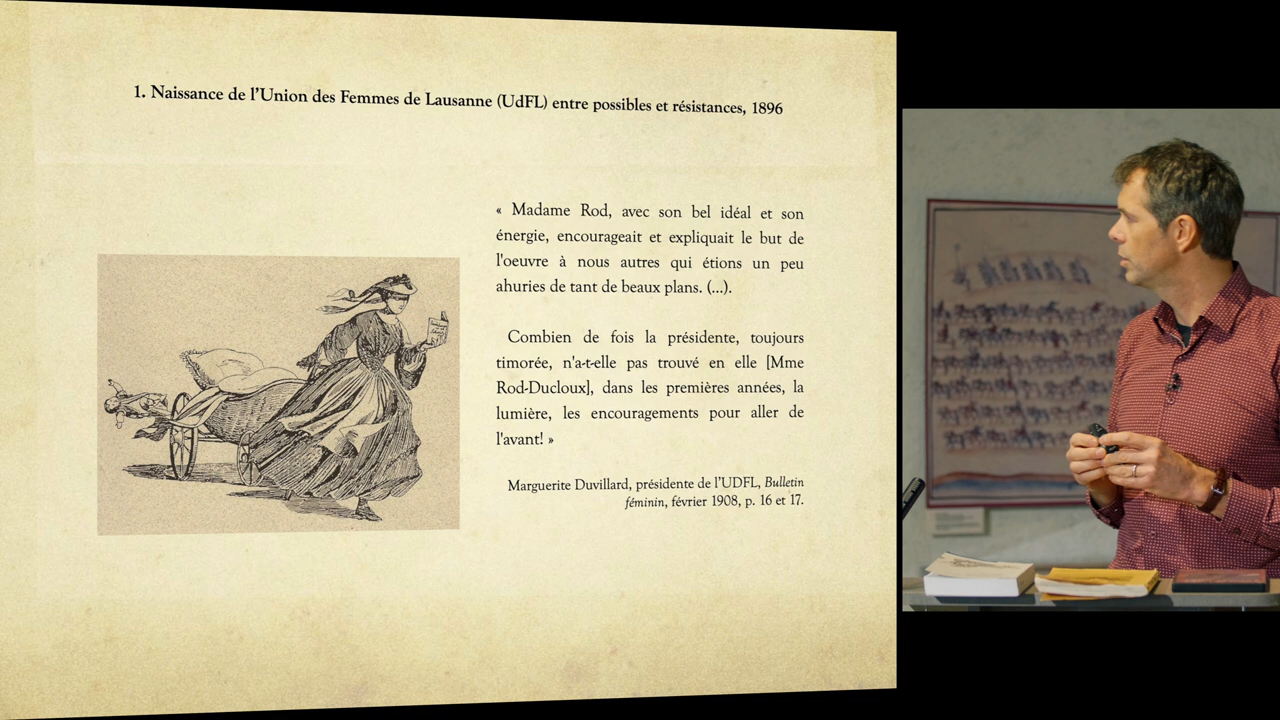 1. Naissance de l'Union des Femmes de Lausanne (UdFL) entre possibles et résistances, 1896
« Madame Rod, avec son bel idéal et son
énergie, encourageait et expliquait le but de
l'oeuvre à nous autres qui étions un peu
ahuries de tant de beaux plans. (...).
Combien de fois la présidente, toujours
timorée, n'a-t-elle pas trouvé en elle [Mme
Rod-Ducloux], dans les premières années, la
lumière, les encouragements pour aller de
l'avant! »
Marguerite Duvillard, présidente de l'UDFL, Bulletin
féminin, février 1908, p. 16 et 17.